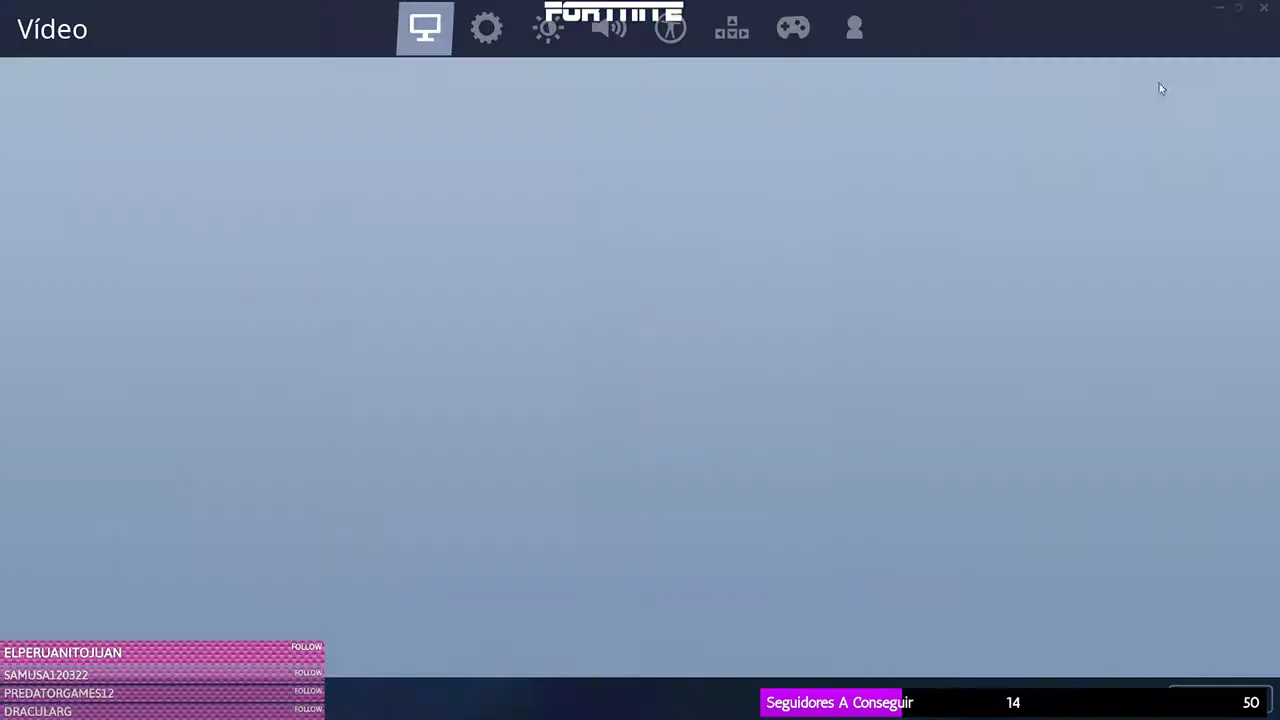 FORTNITE
Vídeo
ELPERUANITOJUAN FOLLOW
SAMUSA120322 FOLLOW
PREDATORGAMES12 FOLLOW
DRACULARG FOLLOW
Seguidores A Conseguir 14 50